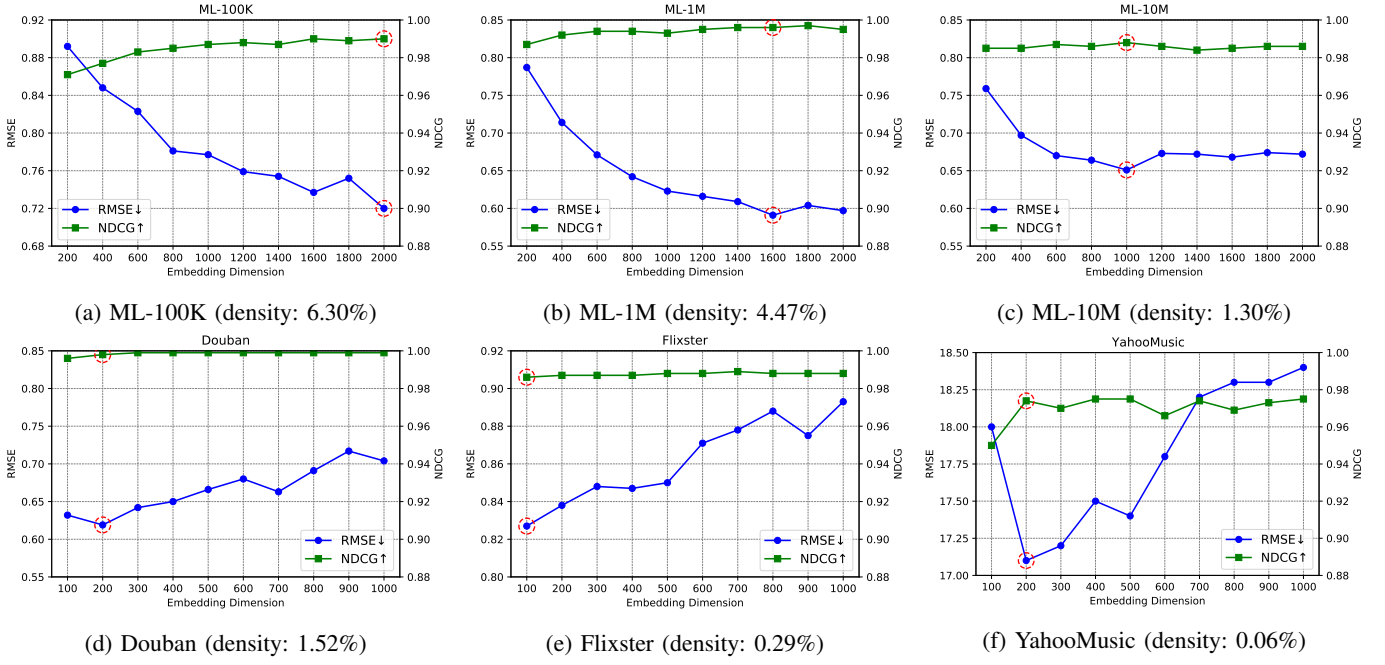 ML-100K
0.92
0.88
0.84
0.80
0.76
0.72
0.68
RMSE
1.00
0.98
0.96
0.94
0.92
0.90
0.88
NDCG
RMSE↓
NDCG↑
200 400 600 800 1000 1200 1400 1600 1800 2000
Embedding Dimension
(a) ML-100K (density: 6.30%)
ML-1M
0.85
0.80
0.75
0.70
0.65
0.60
0.55
RMSE
1.00
0.98
0.96
0.94
0.92
0.90
0.88
NDCG
RMSE↓
NDCG↑
200 400 600 800 1000 1200 1400 1600 1800 2000
Embedding Dimension
(b) ML-1M (density: 4.47%)
ML-10M
0.85
0.80
0.75
0.70
0.65
0.60
0.55
RMSE
1.00
0.98
0.96
0.94
0.92
0.90
0.88
NDCG
RMSE↓
NDCG↑
200 400 600 800 1000 1200 1400 1600 1800 2000
Embedding Dimension
(c) ML-10M (density: 1.30%)
Douban
0.85
0.80
0.75
0.70
0.65
0.60
0.55
RMSE
1.00
0.98
0.96
0.94
0.92
0.90
0.88
NDCG
RMSE↓
NDCG↑
100 200 300 400 500 600 700 800 900 1000
Embedding Dimension
(d) Douban (density: 1.52%)
Flixster
0.92
0.90
0.88
0.86
0.84
0.82
0.80
RMSE
1.00
0.98
0.96
0.94
0.92
0.90
0.88
NDCG
RMSE↓
NDCG↑
100 200 300 400 500 600 700 800 900 1000
Embedding Dimension
(e) Flixster (density: 0.29%)
YahooMusic
18.50
18.25
18.00
17.75
17.50
17.25
17.00
RMSE
1.00
0.98
0.96
0.94
0.92
0.90
0.88
NDCG
RMSE↓
NDCG↑
100 200 300 400 500 600 700 800 900 1000
Embedding Dimension
(f) YahooMusic (density: 0.06%)